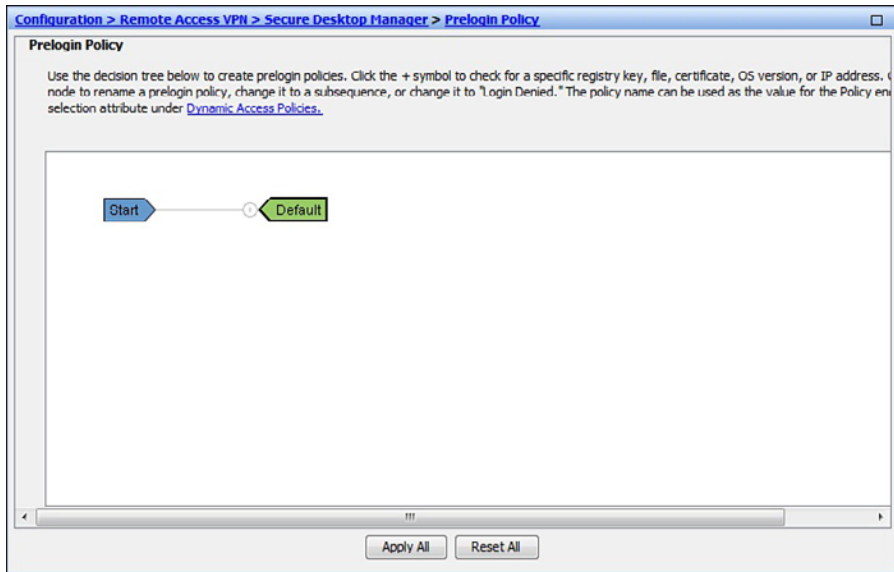 Configuration > Remote Access VPN > Secure Desktop Manager > Prelogin Policy
Prelogin Policy
Use the decision tree below to create prelogin policies. Click the + symbol to check for a specific registry key, file, certificate, OS version, or IP address.
node to rename a prelogin policy, change it to a subsequence, or change it to "Login Denied." The policy name can be used as the value for the Policy
selection attribute under Dynamic Access Policies.
Start
Default
Apply All
Reset All